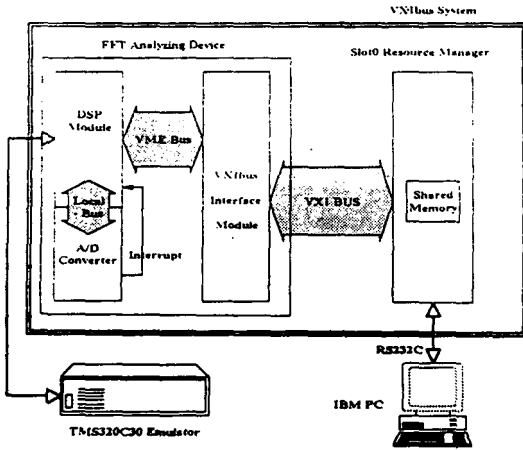 VXIbus System
FFT Analyzing Device
Slot0 Resource Manager
DSP
Module
VME Bus
VXIbus
Interface
Module
Local
Bus
A/D
Converter
Interrupt
VXI BUS
Shared
Memory
RS232C
IBM PC
TMS320C30 Emulator